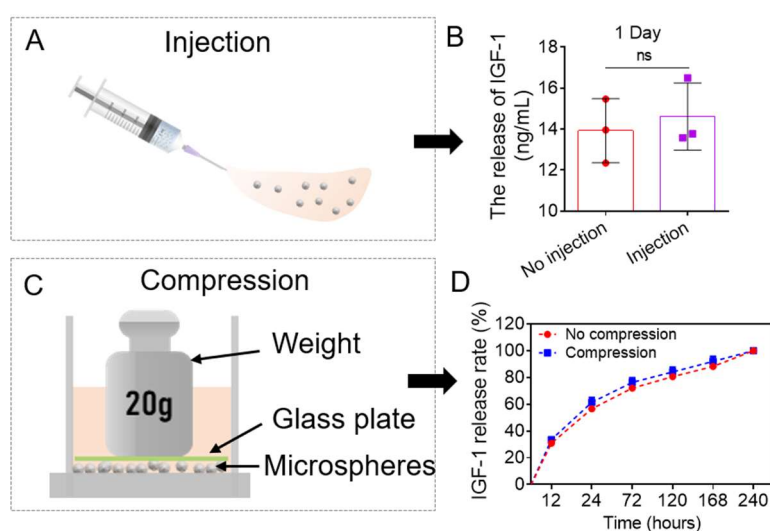 A
Injection
B
1 Day
ns
The release of IGF-1
(ng/mL)
18
16
14
12
10
No injection
Injection
C
Compression
Weight
20g
Glass plate
Microspheres
D
IGF-1 release rate (%)
120
100
80
60
40
20
0
No compression
Compression
12 24 72 120 168 240
Time (hours)